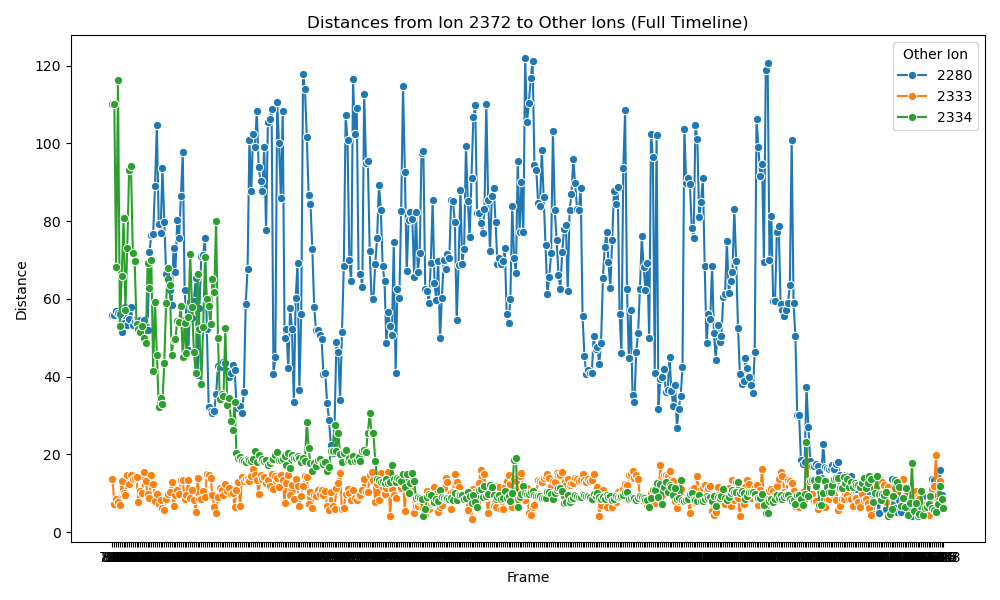 Distances from Ion 2372 to Other Ions (Full Timeline)
Other Ion
2280
2333
2334
120
100
80
60
40
20
0
Distance
Frame